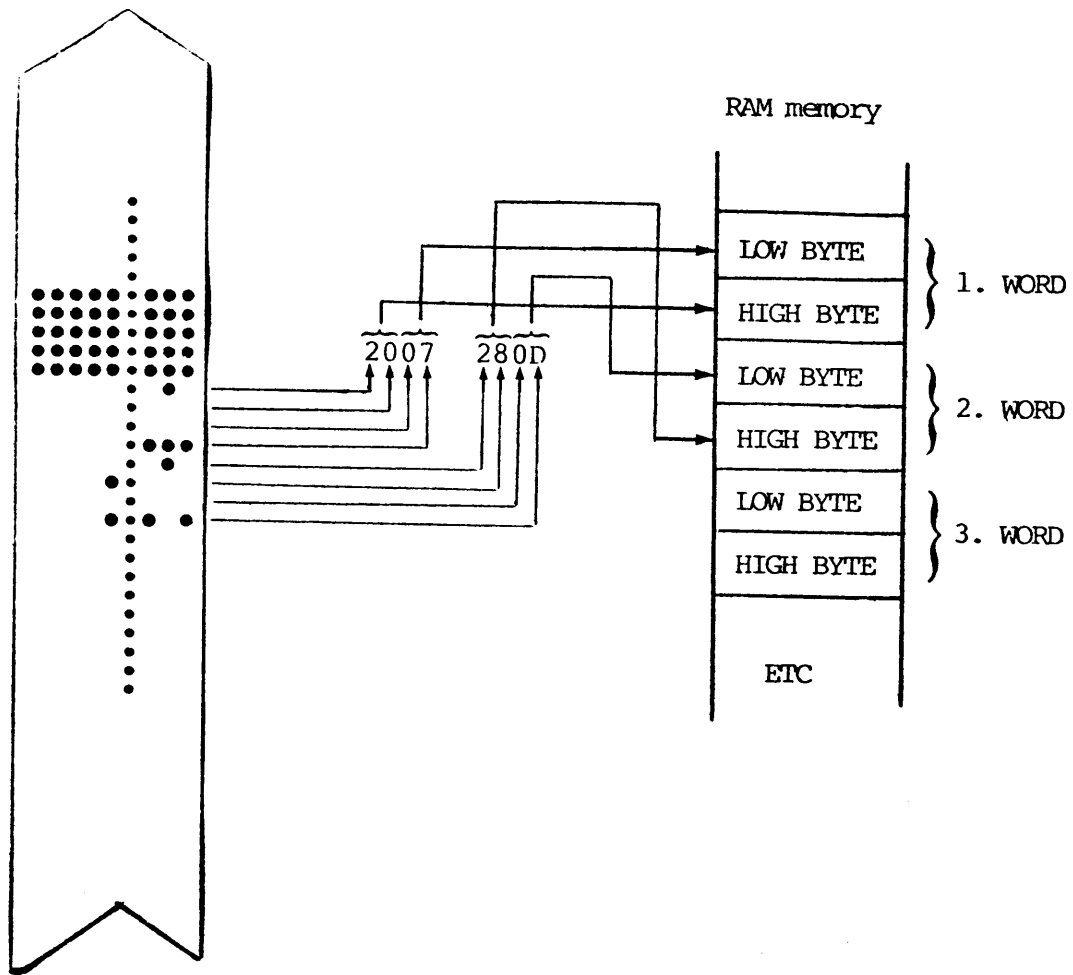 RAM memory
LOW BYTE
1. WORD
HIGH BYTE
2007 280D
LOW BYTE
2. WORD
HIGH BYTE
LOW BYTE
3. WORD
HIGH BYTE
ETC